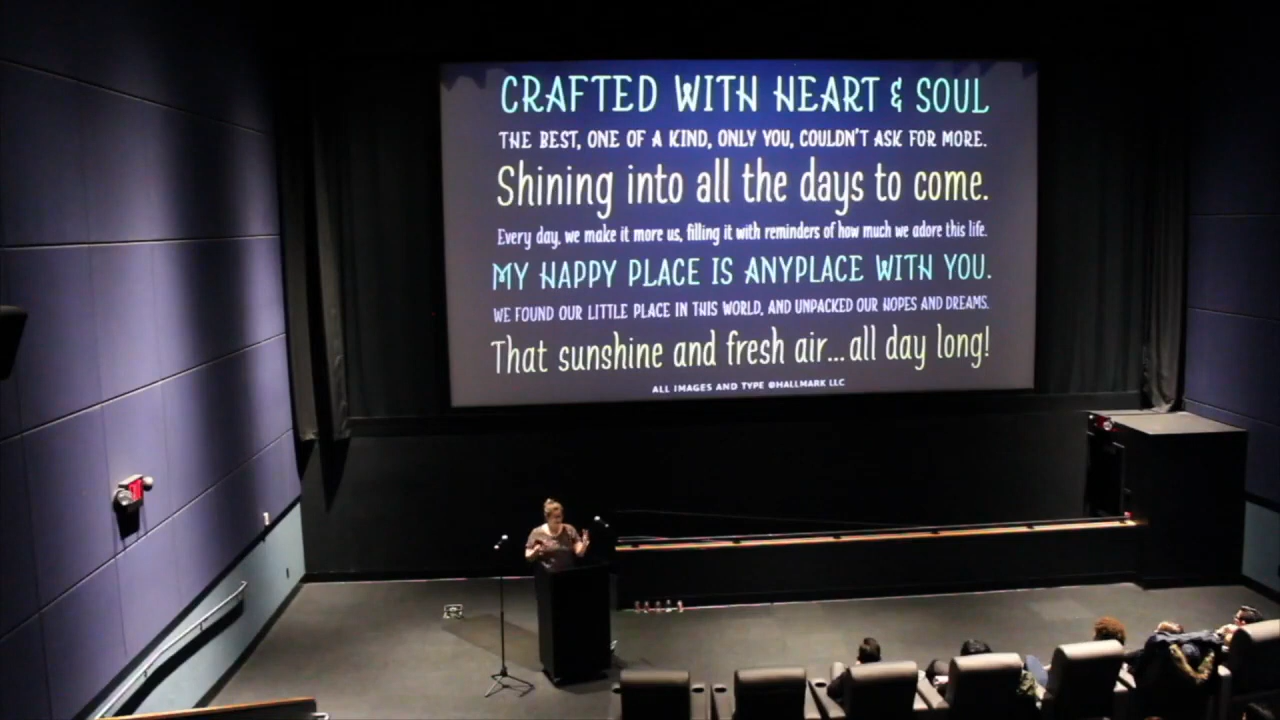 CRAFTED WITH HEART & SOUL
THE BEST, ONE OF A KIND, ONLY YOU, COULDN'T ASK FOR MORE.
Shining into all the days to come.
Every day, we make it more us, filling it with reminders of how much we adore this life.
MY HAPPY PLACE IS ANYPLACE WITH YOU.
WE FOUND OUR LITTLE PLACE IN THIS WORLD, AND UNPACKED OUR HOPES AND DREAMS.
That sunshine and fresh air...all day long!
ALL IMAGES AND TYPE ©HALLMARK LLC